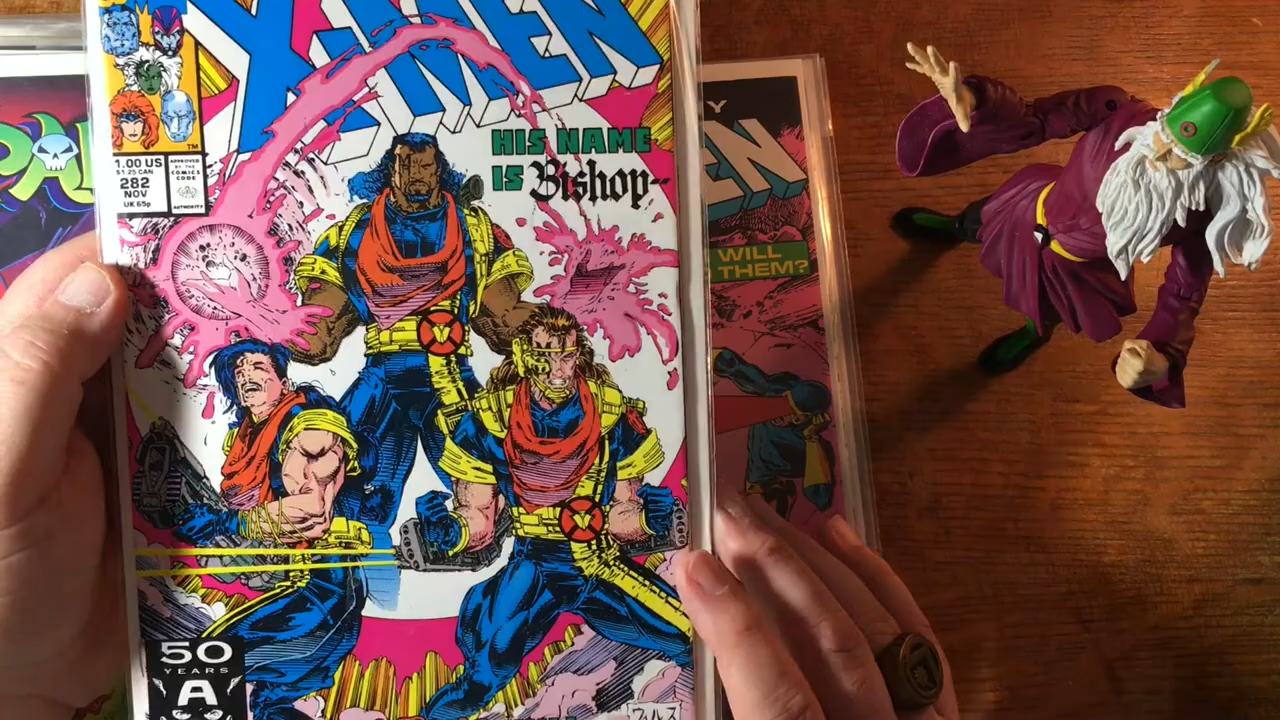 X-MEN
HIS NAME
IS Bishop--
1.00 US
$1.25 CAN
282
NOV
UK 65p
APPROVED
BY THE
COMICS
CODE
AUTHORITY
TM
50
YEARS
Y
EN
WILL
THEM?